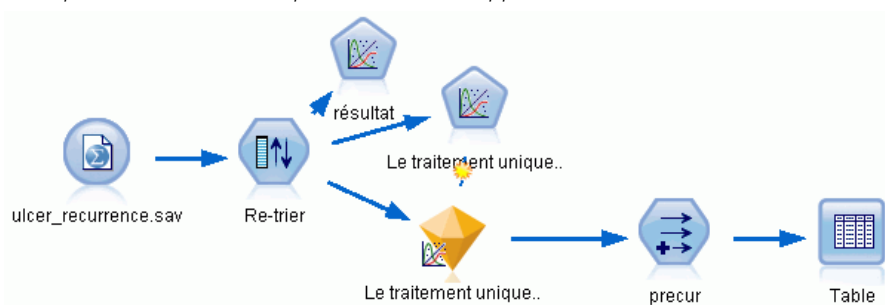 résultat
Le traitement unique..
ulcer_recurrence.sav
Re-trier
Le traitement unique..
precur
Table